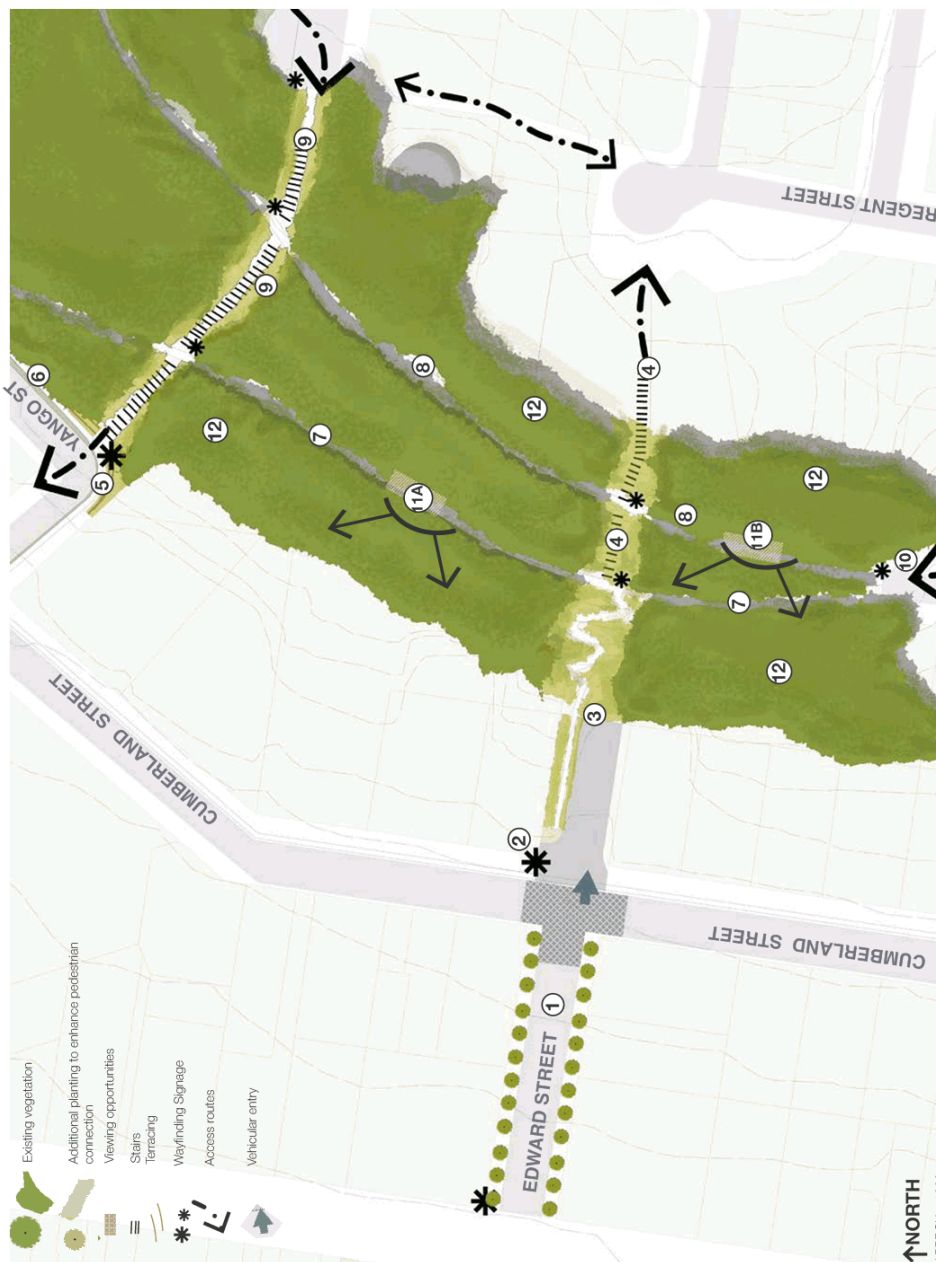 Existing vegetation
Additional planting to enhance pedestrian
connection
Viewing opportunities
Stairs
Terracing
Wayfinding Signage
Access routes
Vehicular entry
YANGO ST
6
5
9
9
12
7
8
12
11A
4
4
8
11B
12
10
7
12
3
2
1
REGENT STREET
CUMBERLAND STREET
CUMBERLAND STREET
EDWARD STREET
NORTH